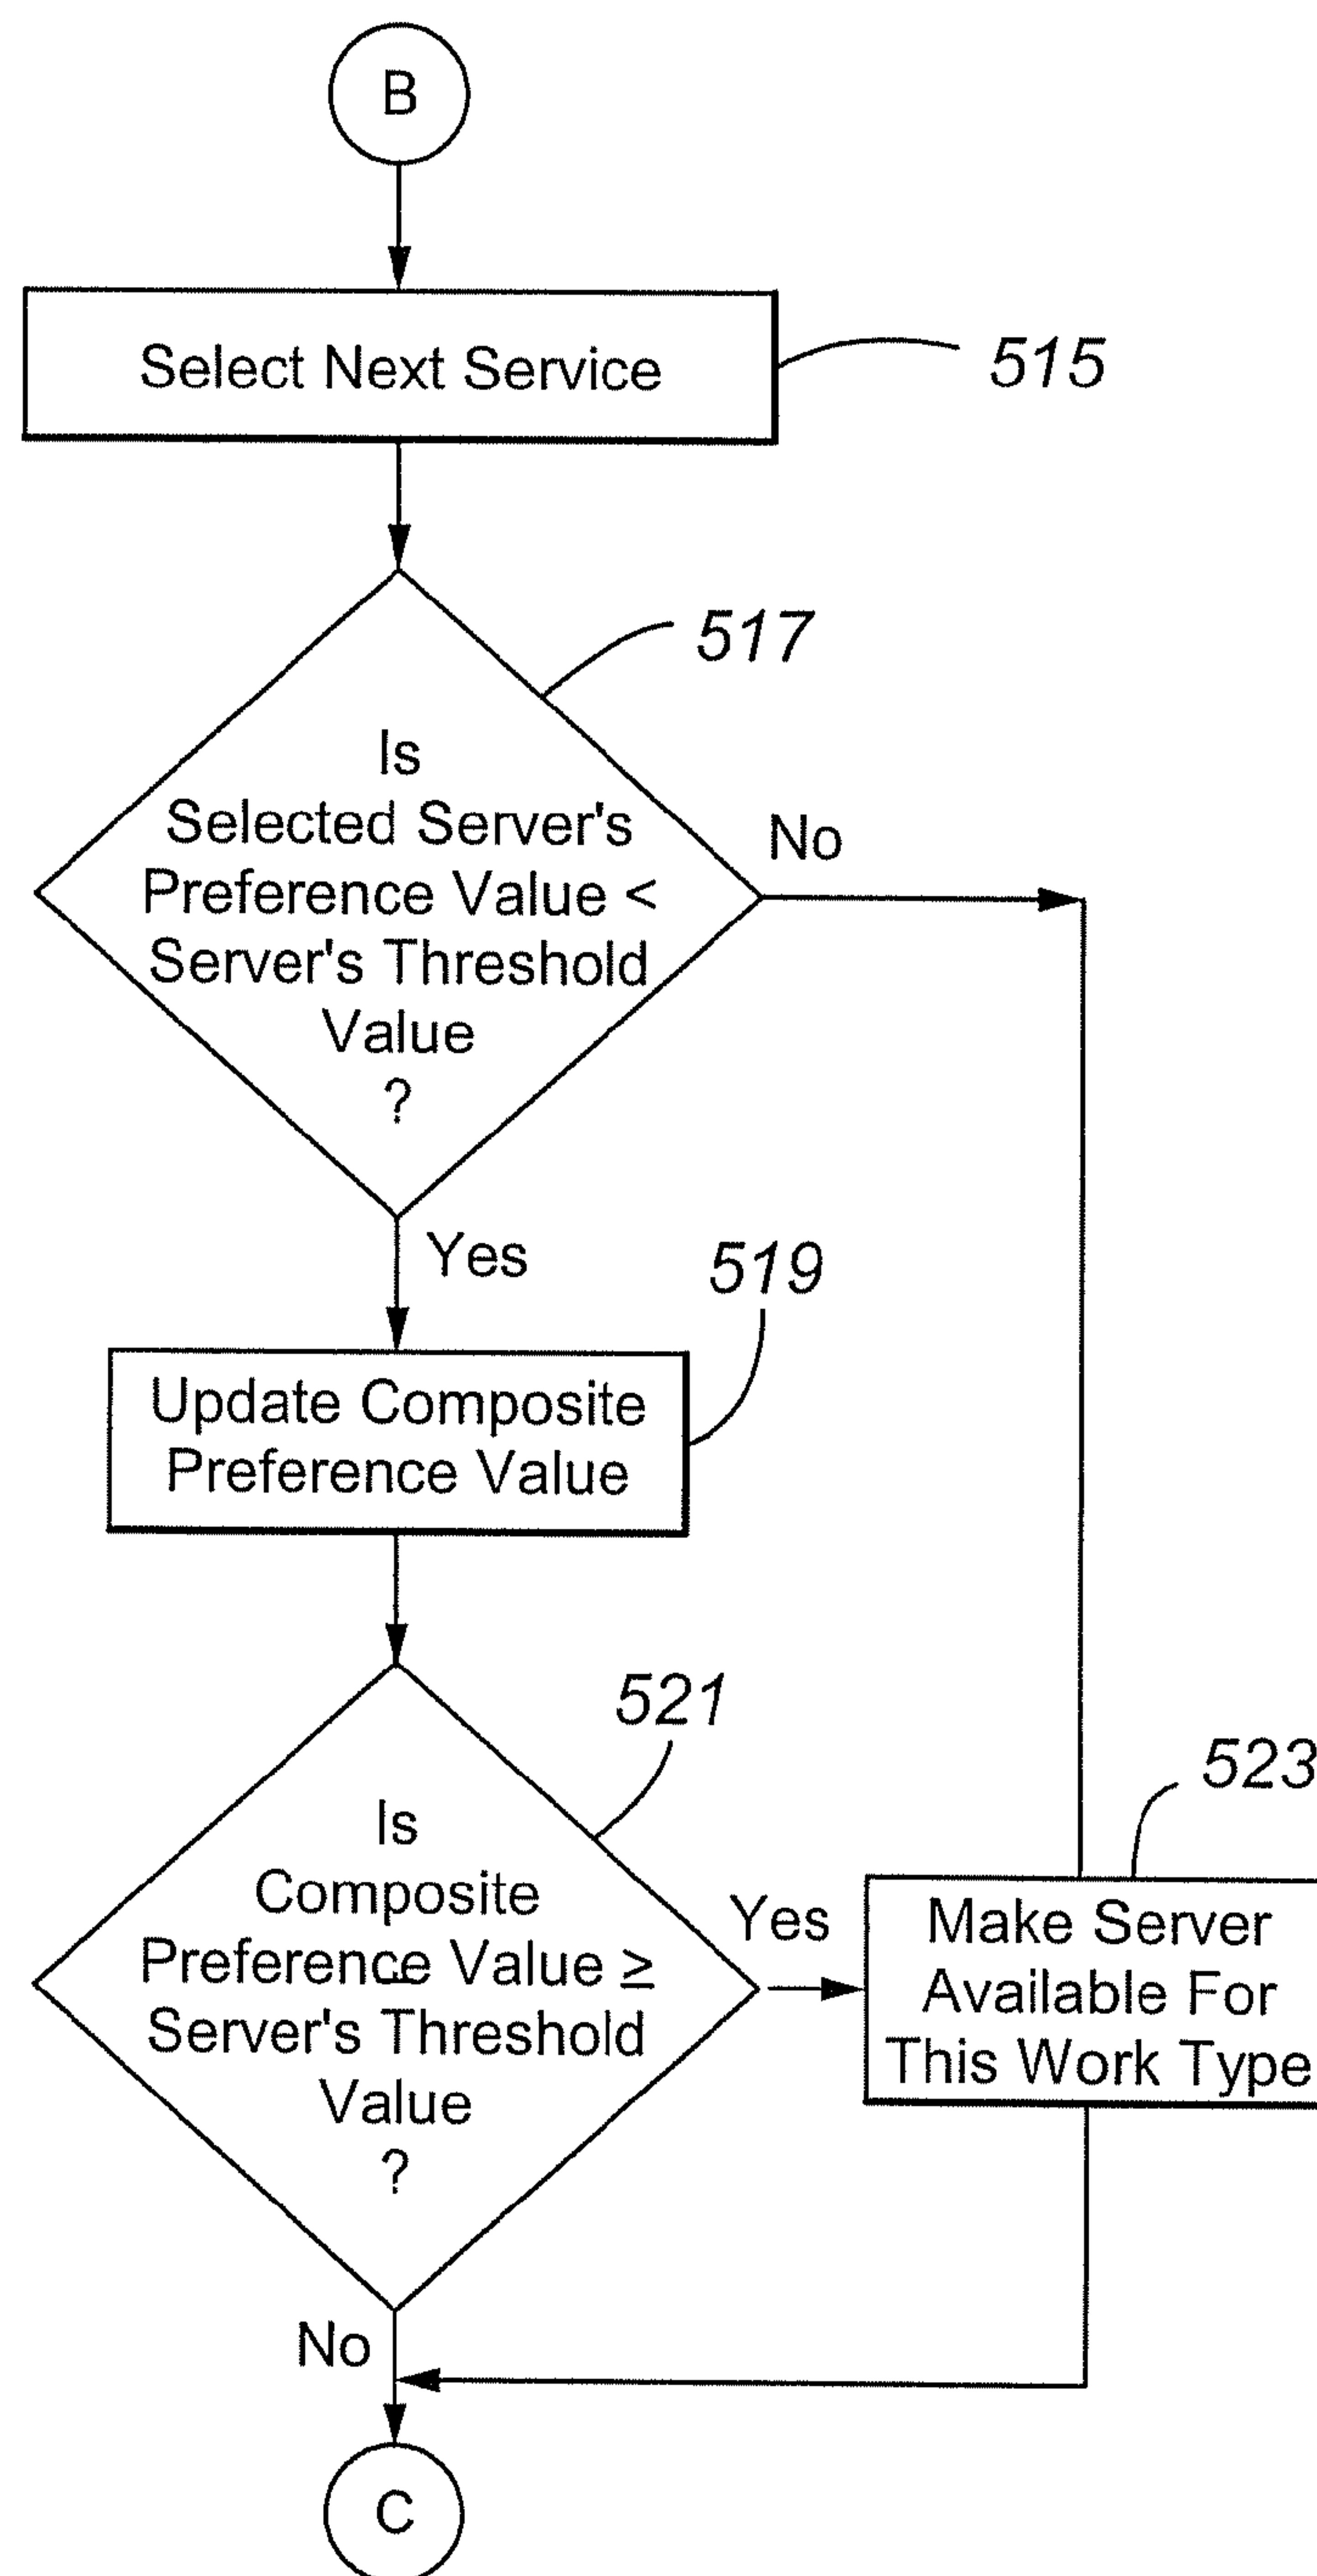 B
Select Next Service
515
517
Is
Selected Server's
Preference Value <
Server's Threshold
Value
?
No
Yes
519
Update Composite
Preference Value
521
Is
Composite
Preference Value ≥
Server's Threshold
Value
?
Yes
523
Make Server
Available For
This Work Type
No
C